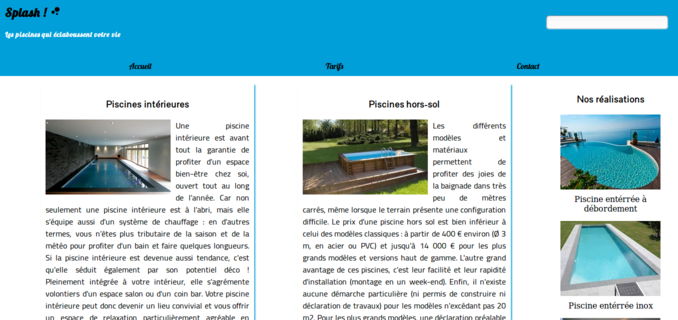 Splash !
Les piscines qui éclaboussent votre vie
Accueil
Tarifs
Contact
Piscines intérieures
Une piscine
intérieure est avant
tout la garantie de
profiter d'un espace
bien-être chez soi,
ouvert tout au long
de l'année. Car non
seulement une piscine intérieure est à l'abri, mais elle
s'équipe aussi d'un système de chauffage : en d'autres
termes, vous n'êtes plus tributaire de la saison et de la
météo pour profiter d'un bain et faire quelques longueurs.
Si la piscine intérieure est devenue aussi tendance, c'est
qu'elle séduit également par son potentiel déco !
Pleinement intégrée à votre intérieur, elle s'agrémente
volontiers d'un espace salon ou d'un coin bar. Votre piscine
intérieure peut donc devenir un lieu convivial et vous offrir
un espace de relaxation particulièrement agréable en
Piscines hors-sol
Les différents
modèles et
matériaux
permettent de
profiter des joies de
la baignade dans très
peu de mètres
carrés, même lorsque le terrain présente une configuration
difficile. Le prix d'une piscine hors sol est bien inférieur à
celui des modèles classiques : à partir de 400 € environ (Ø 3
m, en acier ou PVC) et jusqu'à 14 000 € pour les plus
grands modèles et versions haut de gamme. L'autre grand
avantage de ces piscines, c'est leur facilité et leur rapidité
d'installation (montage en un week-end). Enfin, il n'existe
aucune démarche particulière (ni permis de construire ni
déclaration de travaux) pour les modèles n'excédant pas 20
m2. Pour les plus grands modèles, une déclaration préalable
Nos réalisations
Piscine entérrée à
débordement
Piscine entérrée inox